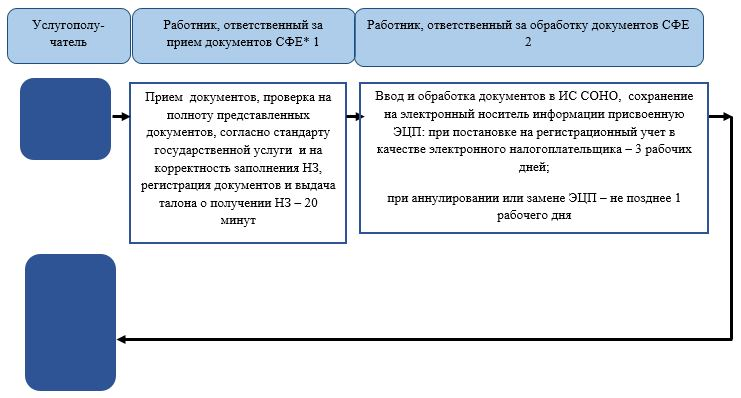 Услугополу-
чатель
Работник, ответственный за
прием документов СФЕ* 1
Работник, ответственный за обработку документов СФЕ
2
Прием документов, проверка на
полноту представленных
документов, согласно стандарту
государственной услуги и на
корректность заполнения НЗ,
регистрация документов и выдача
талона о получении НЗ – 20
минут
Ввод и обработка документов в ИС СОНО, сохранение
на электронный носитель информации присвоенную
ЭЦП: при постановке на регистрационный учет в
качестве электронного налогоплательщика – 3 рабочих
дней;
при аннулировании или замене ЭЦП – не позднее 1
рабочего дня